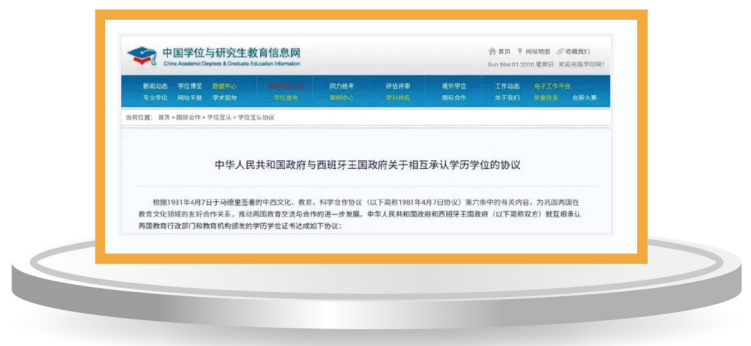 中国学位与研究生教育信息网
China Academic Degrees & Graduate Education Information
首页 网站地图 收藏我们
Sun Mar 01 2020 星期日 欢迎光临学位网!
新闻动态 学位博览 数据中心 同力统考 评估评审 境外学位 工作动态 电子工作平台
专业学位 网站专题 学术园地 学位查询 案例中心 学科建设 国际合作 关于我们 质量信息 创新大赛
当前位置: 首页 > 国际合作 > 学位互认 > 学位互认协议
中华人民共和国政府与西班牙王国政府关于相互承认学历学位的协议
根据1981年4月7日于马德里签署的中西文化、教育、科学合作协议（以下简称1981年4月7日协议）第六条中的有关内容，为巩固两国在
教育文化领域的友好合作关系，推动两国教育交流与合作的进一步发展，中华人民共和国政府和西班牙王国政府（以下简称双方）就互相承认
两国教育行政部门和教育机构颁发的学历学位证书达成如下协议：